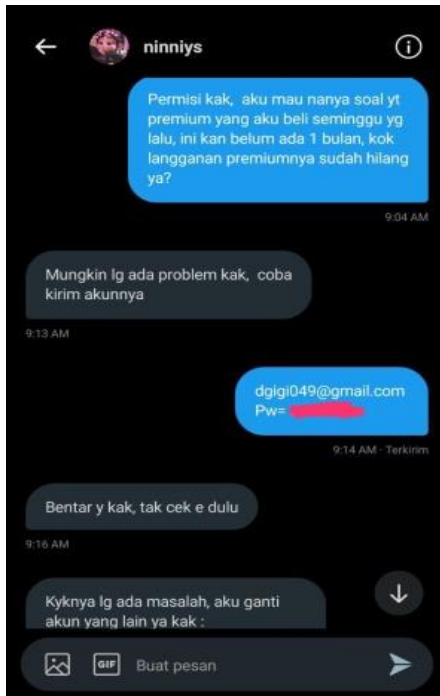 ninniys
Permisi kak, aku mau nanya soal yt
premium yang aku beli seminggu yg
lalu, ini kan belum ada 1 bulan, kok
langganan premiumnya sudah hilang
ya?
9:04 AM
Mungkin lg ada problem kak, coba
kirim akunnya
9:13 AM
dgigi049@gmail.com
Pw=
9:14 AM · Terkirim
Bentar y kak, tak cek e dulu
9:16 AM
Kyknya lg ada masalah, aku ganti
akun yang lain ya kak :
GIF
Buat pesan